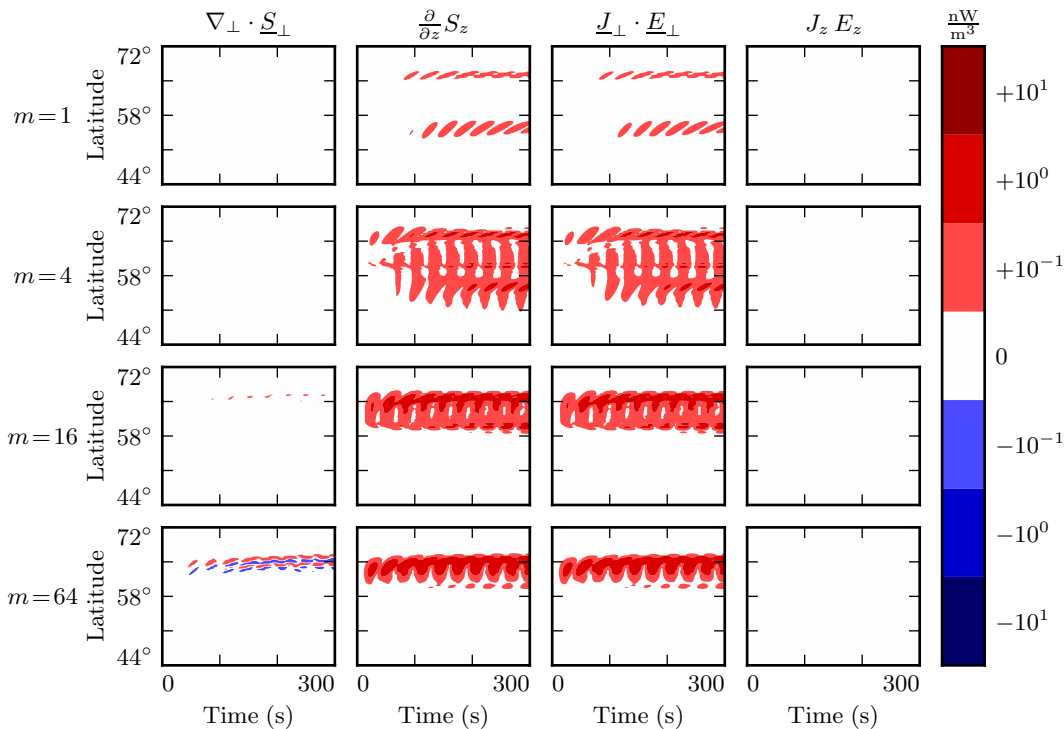 ∇⊥ · S⊥ ∂/∂z Sz J⊥ · E⊥ Jz Ez nW/m³
m = 1
Latitude
72°
58°
44°
m = 4
Latitude
72°
58°
44°
m = 16
Latitude
72°
58°
44°
m = 64
Latitude
72°
58°
44°
0 300 0 300 0 300 0 300
Time (s) Time (s) Time (s) Time (s)
+10¹
+10⁰
+10⁻¹
0
−10⁻¹
−10⁰
−10¹